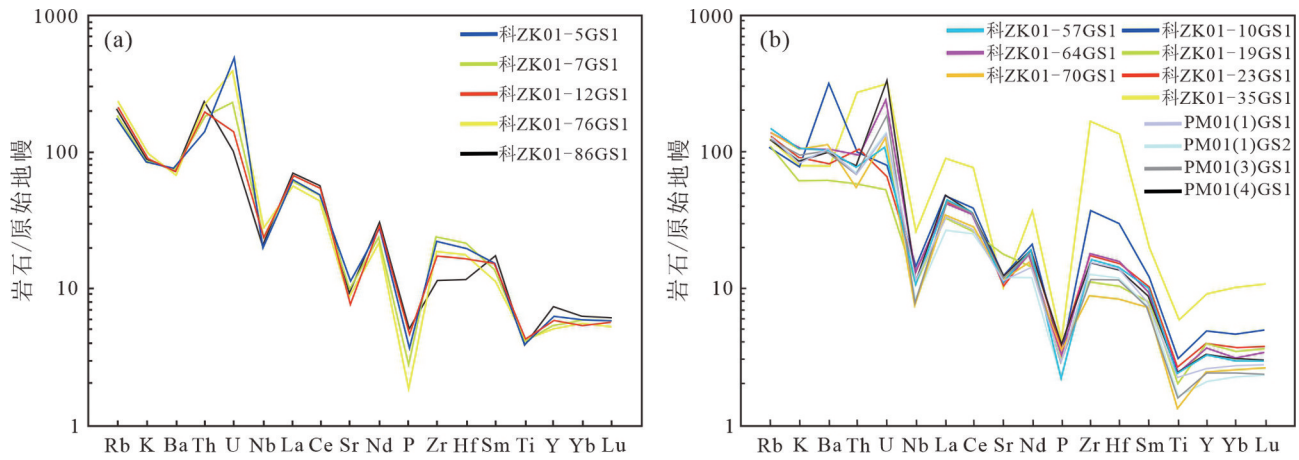 1000
100
10
1
岩石/原始地幔
(a)
科ZK01-5GS1
科ZK01-7GS1
科ZK01-12GS1
科ZK01-76GS1
科ZK01-86GS1
Rb K Ba Th U Nb La Ce Sr Nd P Zr Hf Sm Ti Y Yb Lu
1000
100
10
1
岩石/原始地幔
(b)
科ZK01-57GS1
科ZK01-64GS1
科ZK01-70GS1
科ZK01-10GS1
科ZK01-19GS1
科ZK01-23GS1
科ZK01-35GS1
PM01(1)GS1
PM01(1)GS2
PM01(3)GS1
PM01(4)GS1
Rb K Ba Th U Nb La Ce Sr Nd P Zr Hf Sm Ti Y Yb Lu